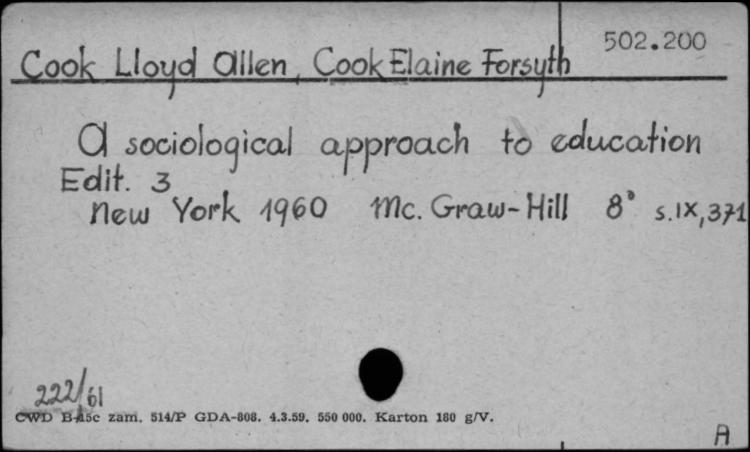 502.200
Cook Lloyd Allen, Cook Elaine Forsyth
A sociological approach to education
Edit. 3
New York 1960 Mc. Graw-Hill 8° s.IX,371
222/61
CWD B-15c zam. 514/P GDA-808. 4.3.59. 550 000. Karton 180 g/V.
A